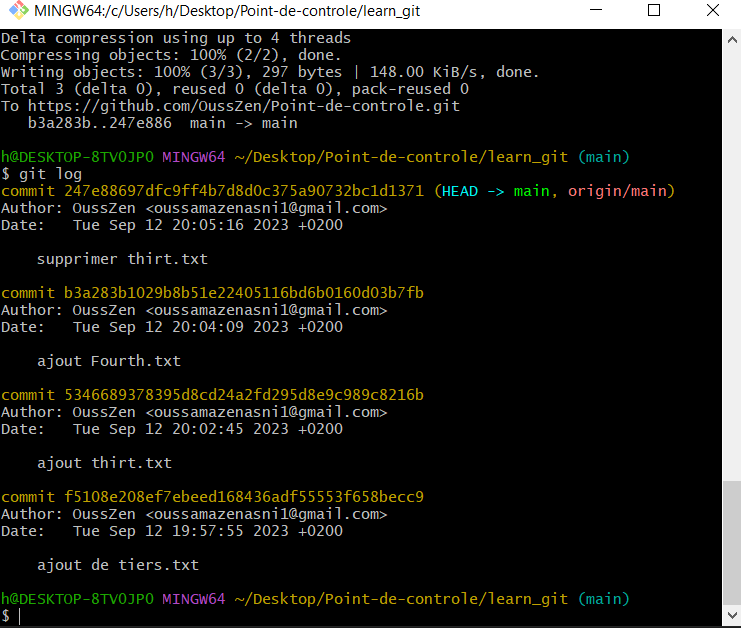 MINGW64:/c/Users/h/Desktop/Point-de-controle/learn_git
Delta compression using up to 4 threads
Compressing objects: 100% (2/2), done.
Writing objects: 100% (3/3), 297 bytes | 148.00 KiB/s, done.
Total 3 (delta 0), reused 0 (delta 0), pack-reused 0
To https://github.com/OussZen/Point-de-controle.git
   b3a283b..247e886  main -> main
h@DESKTOP-8TVOJPO MINGW64 ~/Desktop/Point-de-controle/learn_git (main)
$ git log
commit 247e88697dfc9ff4b7d8d0c375a90732bc1d1371 (HEAD -> main, origin/main)
Author: OussZen <oussamazenasni1@gmail.com>
Date:   Tue Sep 12 20:05:16 2023 +0200
    supprimer thirt.txt
commit b3a283b1029b8b51e22405116bd6b0160d03b7fb
Author: OussZen <oussamazenasni1@gmail.com>
Date:   Tue Sep 12 20:04:09 2023 +0200
    ajout Fourth.txt
commit 5346689378395d8cd24a2fd295d8e9c989c8216b
Author: OussZen <oussamazenasni1@gmail.com>
Date:   Tue Sep 12 20:02:45 2023 +0200
    ajout thirt.txt
commit f5108e208ef7ebeed168436adf55553f658becc9
Author: OussZen <oussamazenasni1@gmail.com>
Date:   Tue Sep 12 19:57:55 2023 +0200
    ajout de tiers.txt
h@DESKTOP-8TVOJPO MINGW64 ~/Desktop/Point-de-controle/learn_git (main)
$